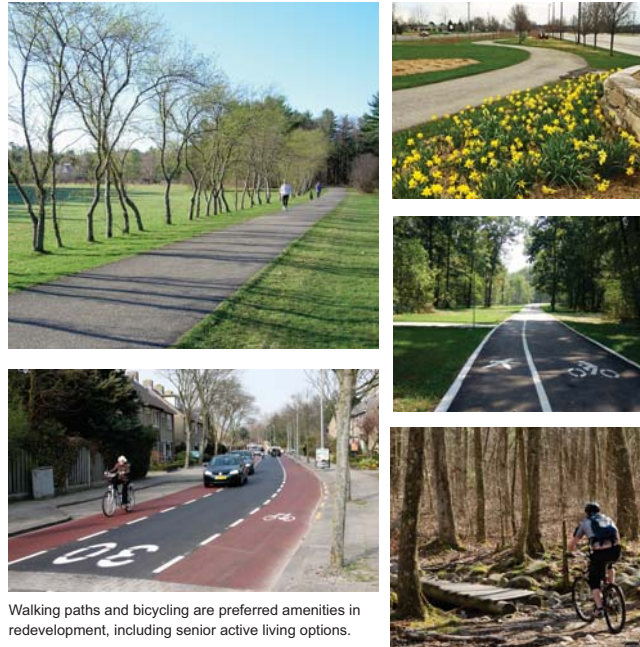 30
Walking paths and bicycling are preferred amenities in
redevelopment, including senior active living options.